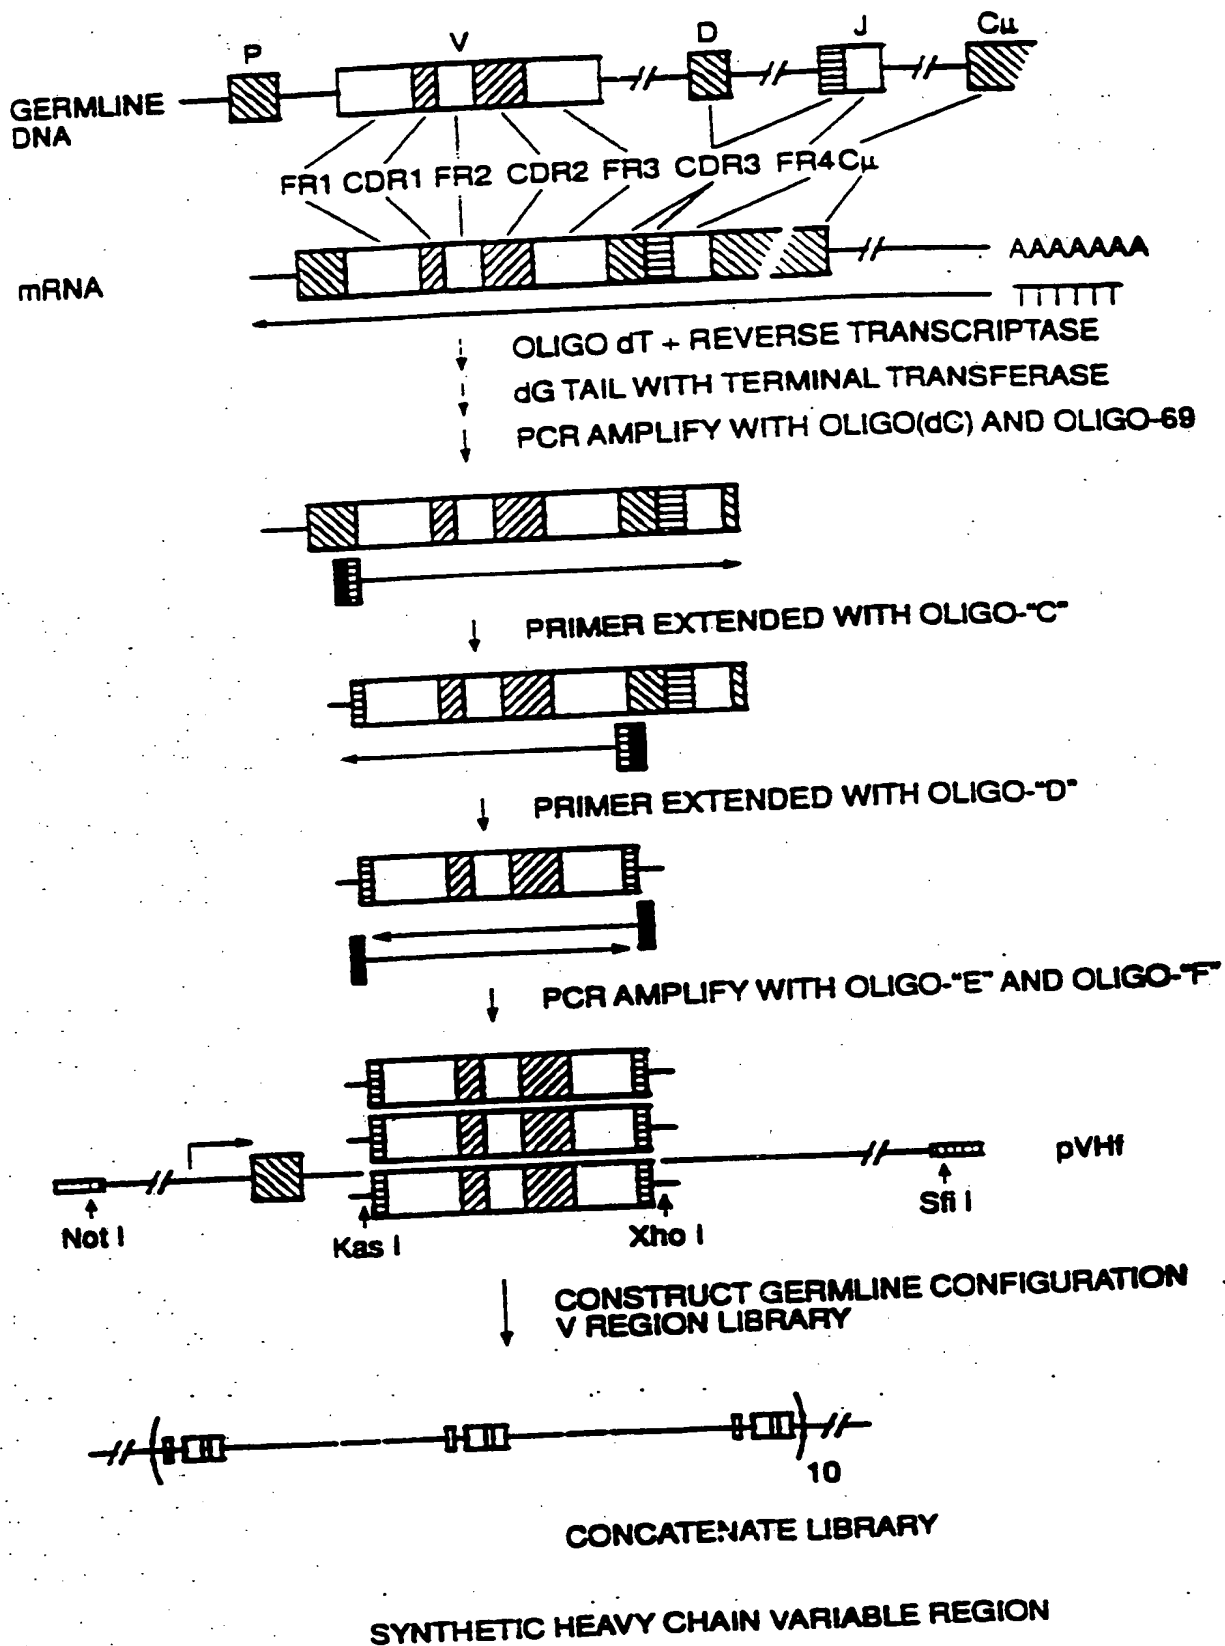 P V D J Cμ
GERMLINE
DNA
FR1 CDR1 FR2 CDR2 FR3 CDR3 FR4 Cμ
mRNA
AAAAAAA
TTTTTT
OLIGO dT + REVERSE TRANSCRIPTASE
dG TAIL WITH TERMINAL TRANSFERASE
PCR AMPLIFY WITH OLIGO(dC) AND OLIGO-69
PRIMER EXTENDED WITH OLIGO-"C"
PRIMER EXTENDED WITH OLIGO-"D"
PCR AMPLIFY WITH OLIGO-"E" AND OLIGO-"F"
pVHf
Not I Kas I Xho I Sfi I
CONSTRUCT GERMLINE CONFIGURATION
V REGION LIBRARY
10
CONCATENATE LIBRARY
SYNTHETIC HEAVY CHAIN VARIABLE REGION